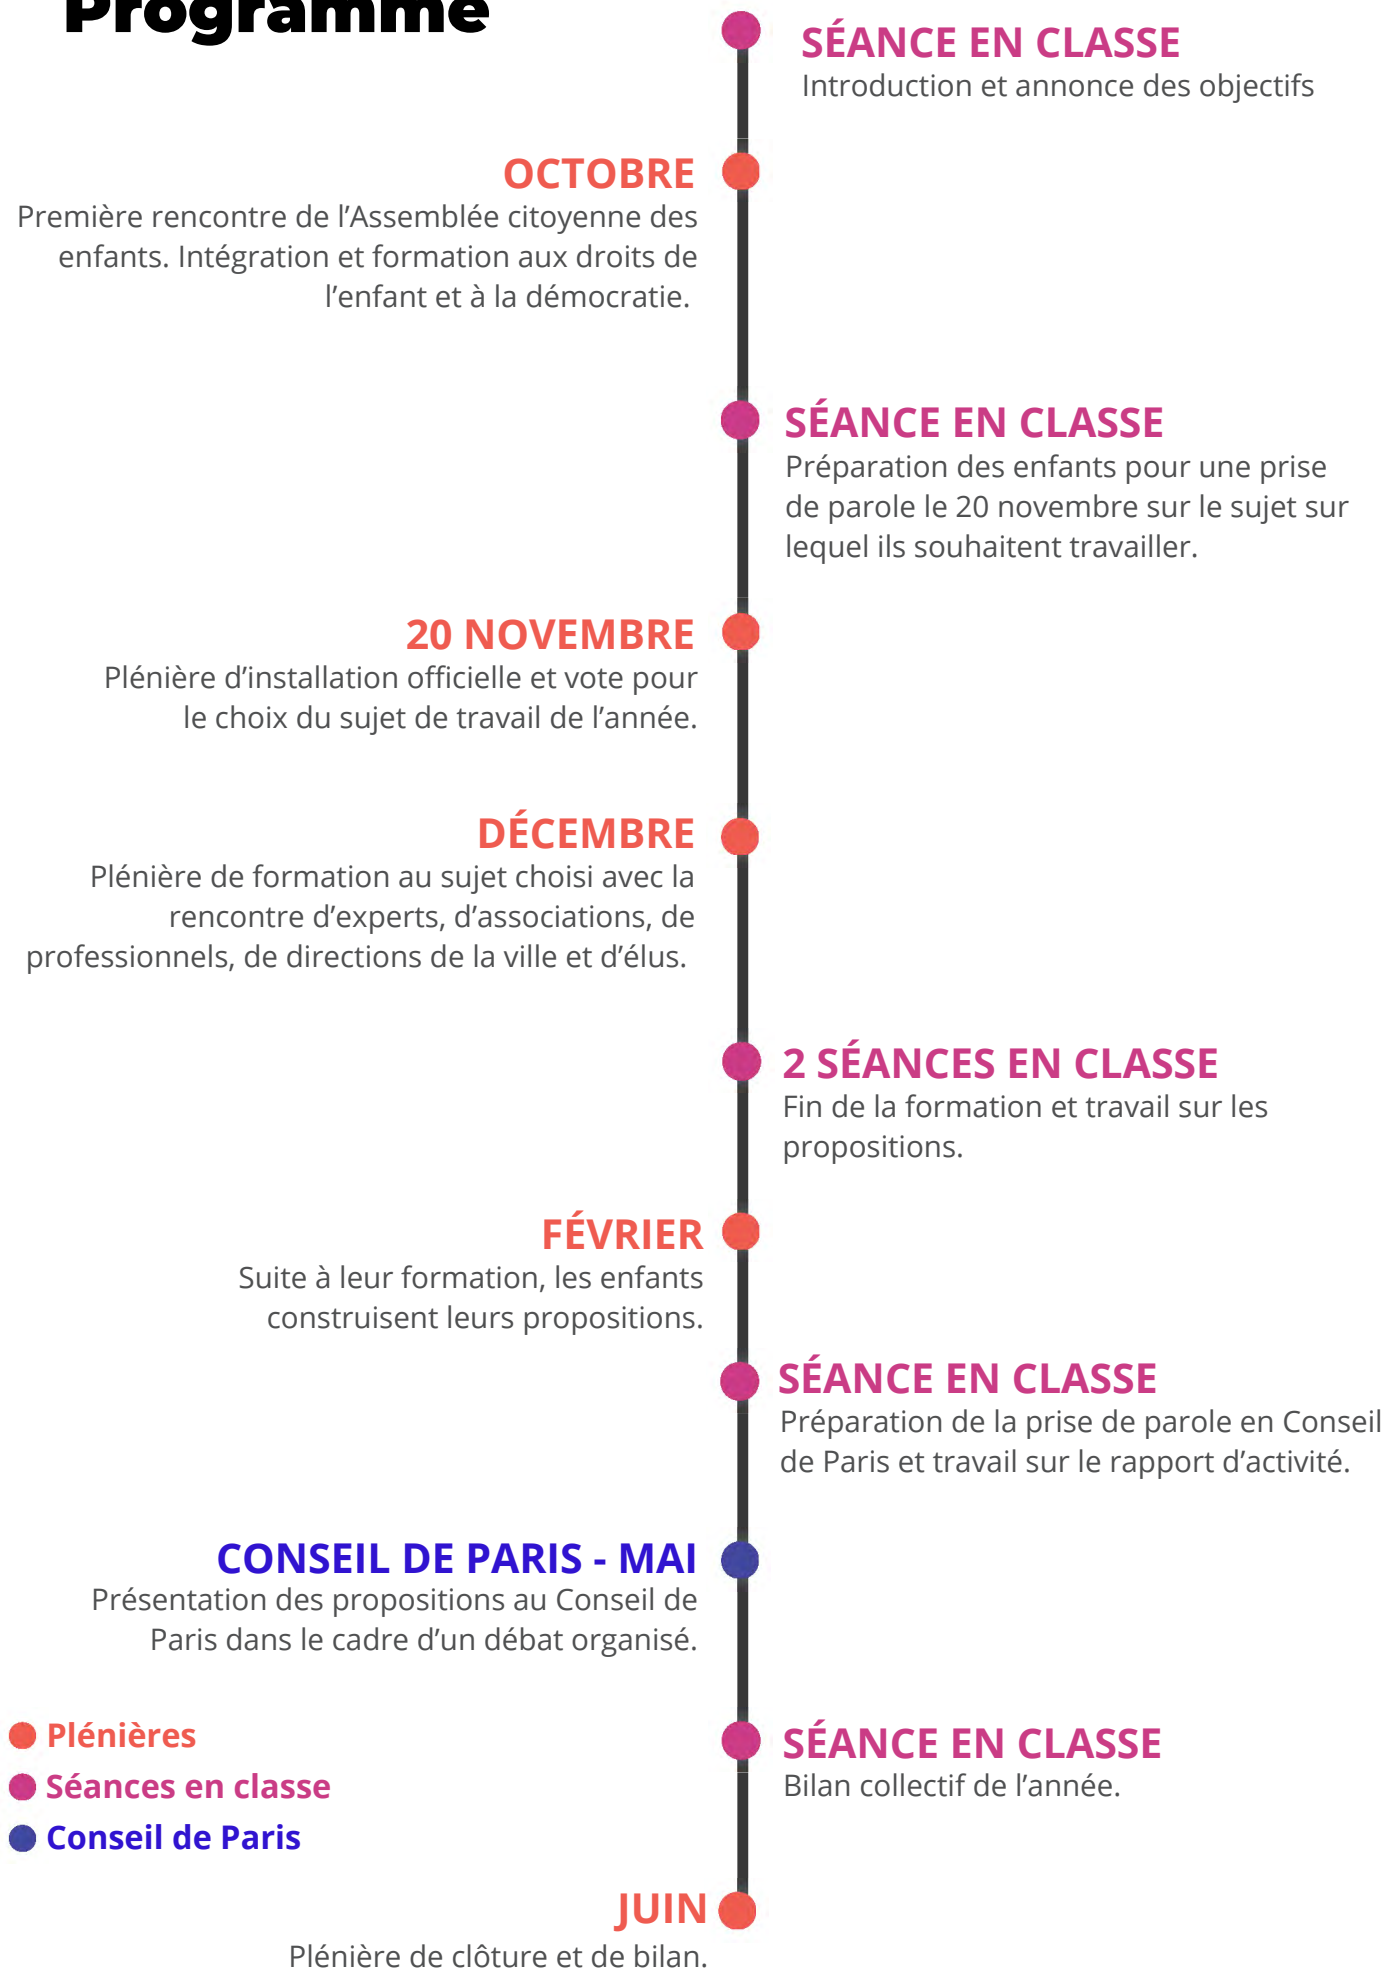 Programme
SÉANCE EN CLASSE
Introduction et annonce des objectifs
OCTOBRE
Première rencontre de l’Assemblée citoyenne des
enfants. Intégration et formation aux droits de
l’enfant et à la démocratie.
SÉANCE EN CLASSE
Préparation des enfants pour une prise
de parole le 20 novembre sur le sujet sur
lequel ils souhaitent travailler.
20 NOVEMBRE
Plénière d’installation officielle et vote pour
le choix du sujet de travail de l’année.
DÉCEMBRE
Plénière de formation au sujet choisi avec la
rencontre d’experts, d’associations, de
professionnels, de directions de la ville et d’élus.
2 SÉANCES EN CLASSE
Fin de la formation et travail sur les
propositions.
FÉVRIER
Suite à leur formation, les enfants
construisent leurs propositions.
SÉANCE EN CLASSE
Préparation de la prise de parole en Conseil
de Paris et travail sur le rapport d’activité.
CONSEIL DE PARIS - MAI
Présentation des propositions au Conseil de
Paris dans le cadre d’un débat organisé.
SÉANCE EN CLASSE
Bilan collectif de l’année.
Plénières
Séances en classe
Conseil de Paris
JUIN
Plénière de clôture et de bilan.